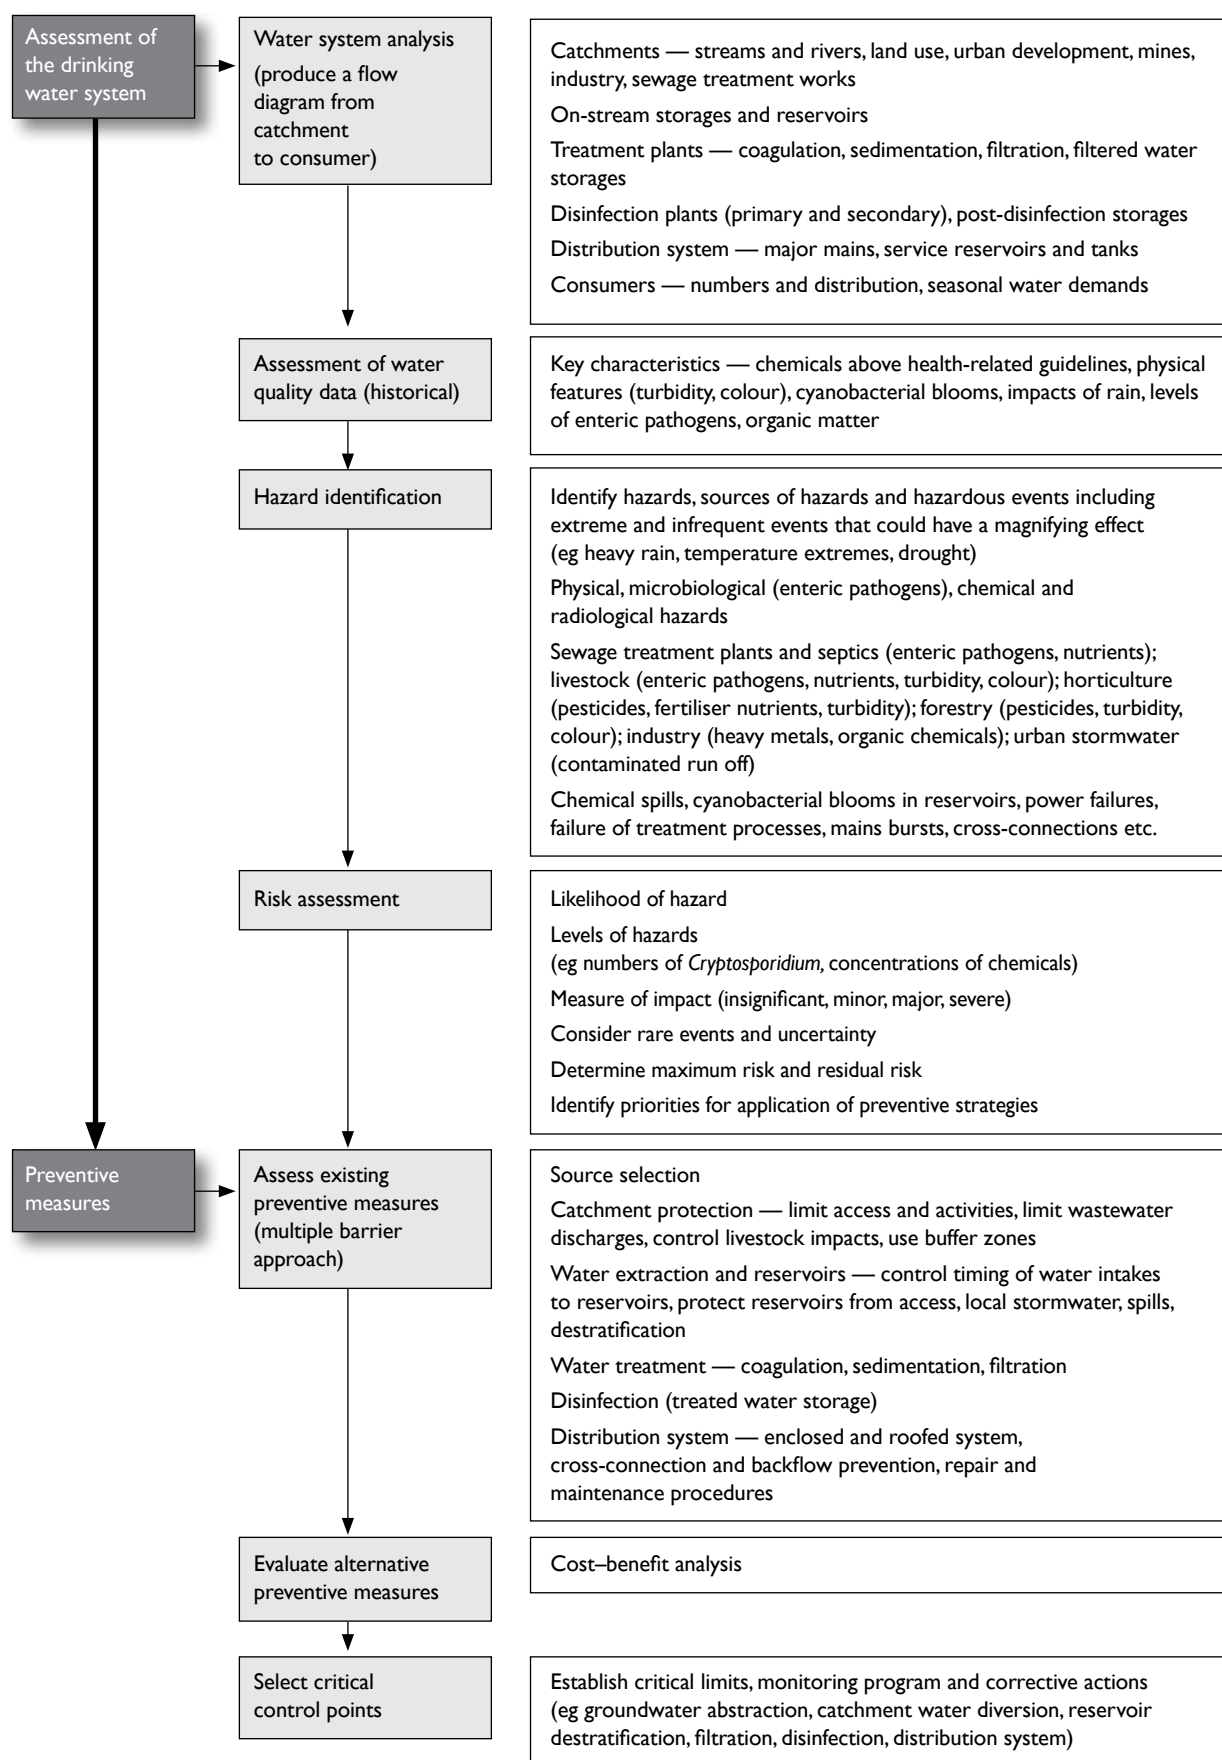 Assessment of
the drinking
water system
Water system analysis
(produce a flow
diagram from
catchment
to consumer)
Catchments — streams and rivers, land use, urban development, mines,
industry, sewage treatment works
On-stream storages and reservoirs
Treatment plants — coagulation, sedimentation, filtration, filtered water
storages
Disinfection plants (primary and secondary), post-disinfection storages
Distribution system — major mains, service reservoirs and tanks
Consumers — numbers and distribution, seasonal water demands
Assessment of water
quality data (historical)
Key characteristics — chemicals above health-related guidelines, physical
features (turbidity, colour), cyanobacterial blooms, impacts of rain, levels
of enteric pathogens, organic matter
Hazard identification
Identify hazards, sources of hazards and hazardous events including
extreme and infrequent events that could have a magnifying effect
(eg heavy rain, temperature extremes, drought)
Physical, microbiological (enteric pathogens), chemical and
radiological hazards
Sewage treatment plants and septics (enteric pathogens, nutrients);
livestock (enteric pathogens, nutrients, turbidity, colour); horticulture
(pesticides, fertiliser nutrients, turbidity); forestry (pesticides, turbidity,
colour); industry (heavy metals, organic chemicals); urban stormwater
(contaminated run off)
Chemical spills, cyanobacterial blooms in reservoirs, power failures,
failure of treatment processes, mains bursts, cross-connections etc.
Risk assessment
Likelihood of hazard
Levels of hazards
(eg numbers of Cryptosporidium, concentrations of chemicals)
Measure of impact (insignificant, minor, major, severe)
Consider rare events and uncertainty
Determine maximum risk and residual risk
Identify priorities for application of preventive strategies
Preventive
measures
Assess existing
preventive measures
(multiple barrier
approach)
Source selection
Catchment protection — limit access and activities, limit wastewater
discharges, control livestock impacts, use buffer zones
Water extraction and reservoirs — control timing of water intakes
to reservoirs, protect reservoirs from access, local stormwater, spills,
destratification
Water treatment — coagulation, sedimentation, filtration
Disinfection (treated water storage)
Distribution system — enclosed and roofed system,
cross-connection and backflow prevention, repair and
maintenance procedures
Evaluate alternative
preventive measures
Cost–benefit analysis
Select critical
control points
Establish critical limits, monitoring program and corrective actions
(eg groundwater abstraction, catchment water diversion, reservoir
destratification, filtration, disinfection, distribution system)